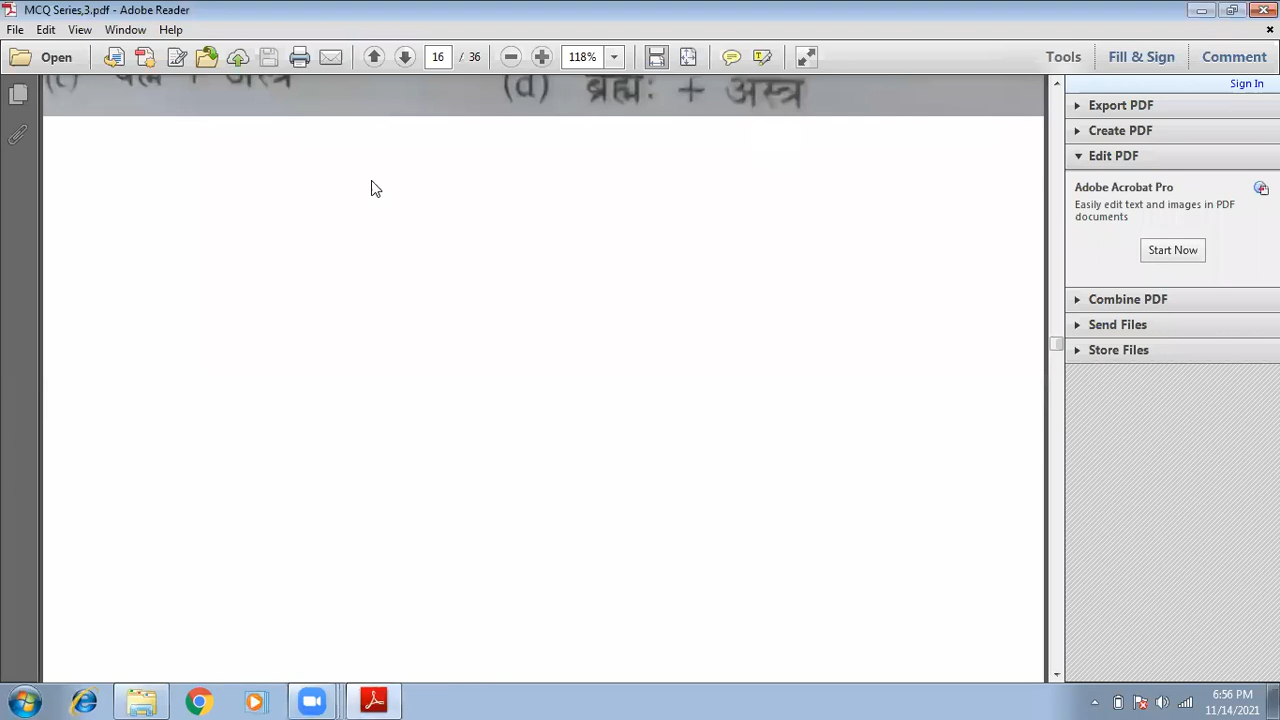 MCQ Series,3.pdf - Adobe Reader
File Edit View Window Help
Open 16 / 36 118% Tools Fill & Sign Comment
(d) ब्रह्मः + अस्त्र
Sign In
Export PDF
Create PDF
Edit PDF
Adobe Acrobat Pro
Easily edit text and images in PDF
documents
Start Now
Combine PDF
Send Files
Store Files
6:56 PM
11/14/2021